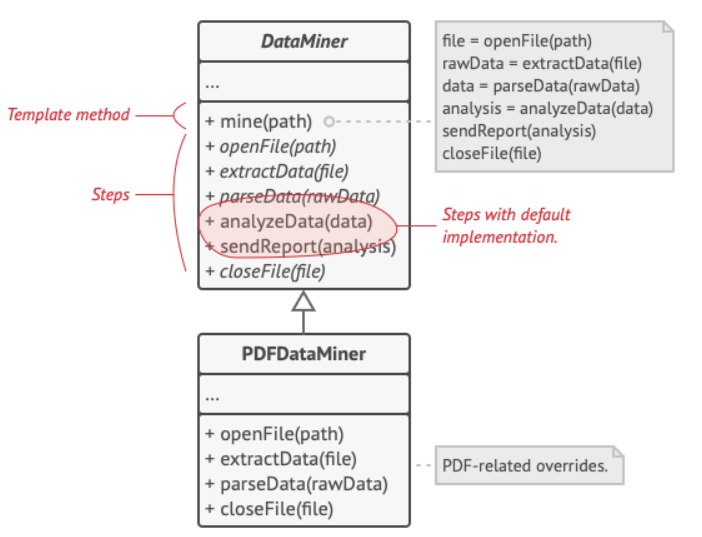 DataMiner
...
Template method
+ mine(path)
+ openFile(path)
+ extractData(file)
+ parseData(rawData)
+ analyzeData(data)
+ sendReport(analysis)
+ closeFile(file)
Steps
file = openFile(path)
rawData = extractData(file)
data = parseData(rawData)
analysis = analyzeData(data)
sendReport(analysis)
closeFile(file)
Steps with default
implementation.
PDFDataMiner
...
+ openFile(path)
+ extractData(file)
+ parseData(rawData)
+ closeFile(file)
PDF-related overrides.